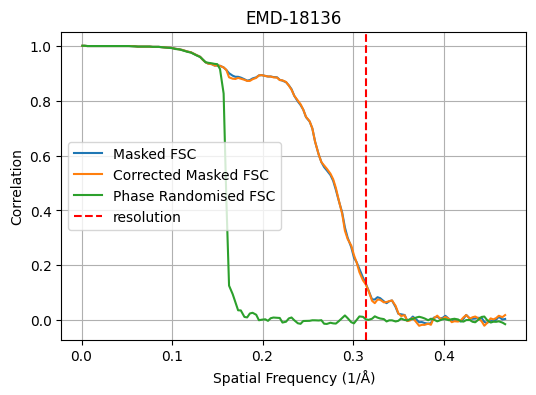 EMD-18136
1.0
0.8
0.6
0.4
0.2
0.0
Correlation
Masked FSC
Corrected Masked FSC
Phase Randomised FSC
resolution
0.0 0.1 0.2 0.3 0.4
Spatial Frequency (1/Å)